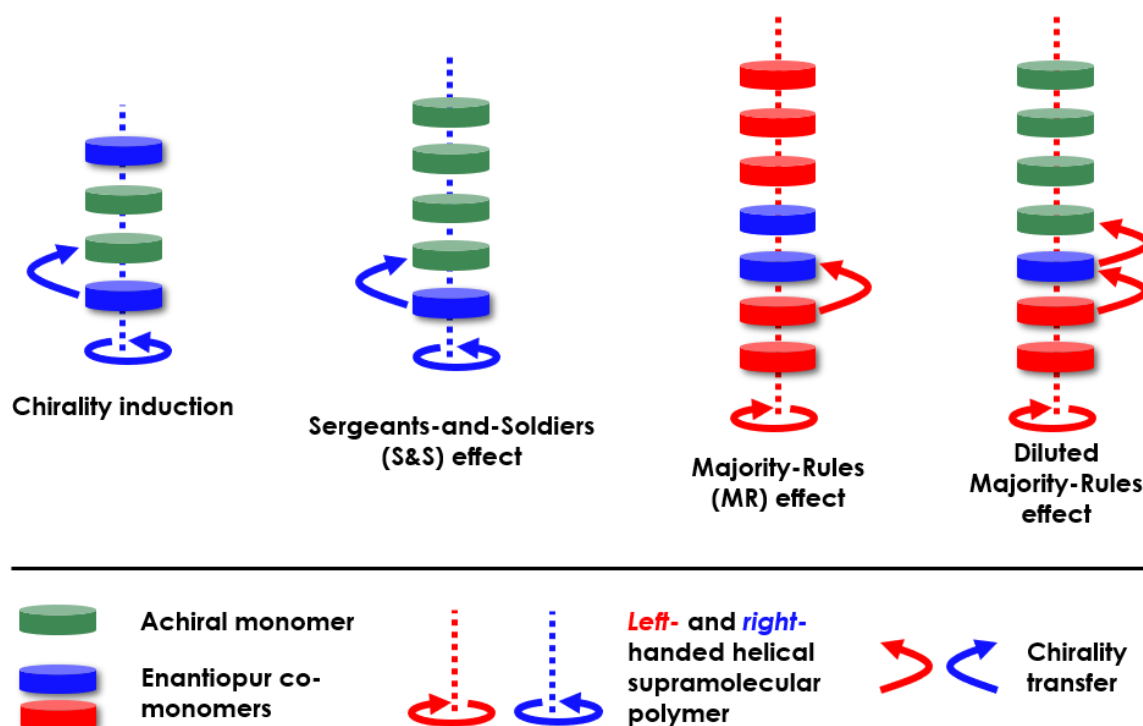 Chirality induction
Sergeants-and-Soldiers
(S&S) effect
Majority-Rules
(MR) effect
Diluted
Majority-Rules
effect
Achiral monomer
Enantiopur co-
monomers
Left- and right-
handed helical
supramolecular
polymer
Chirality
transfer